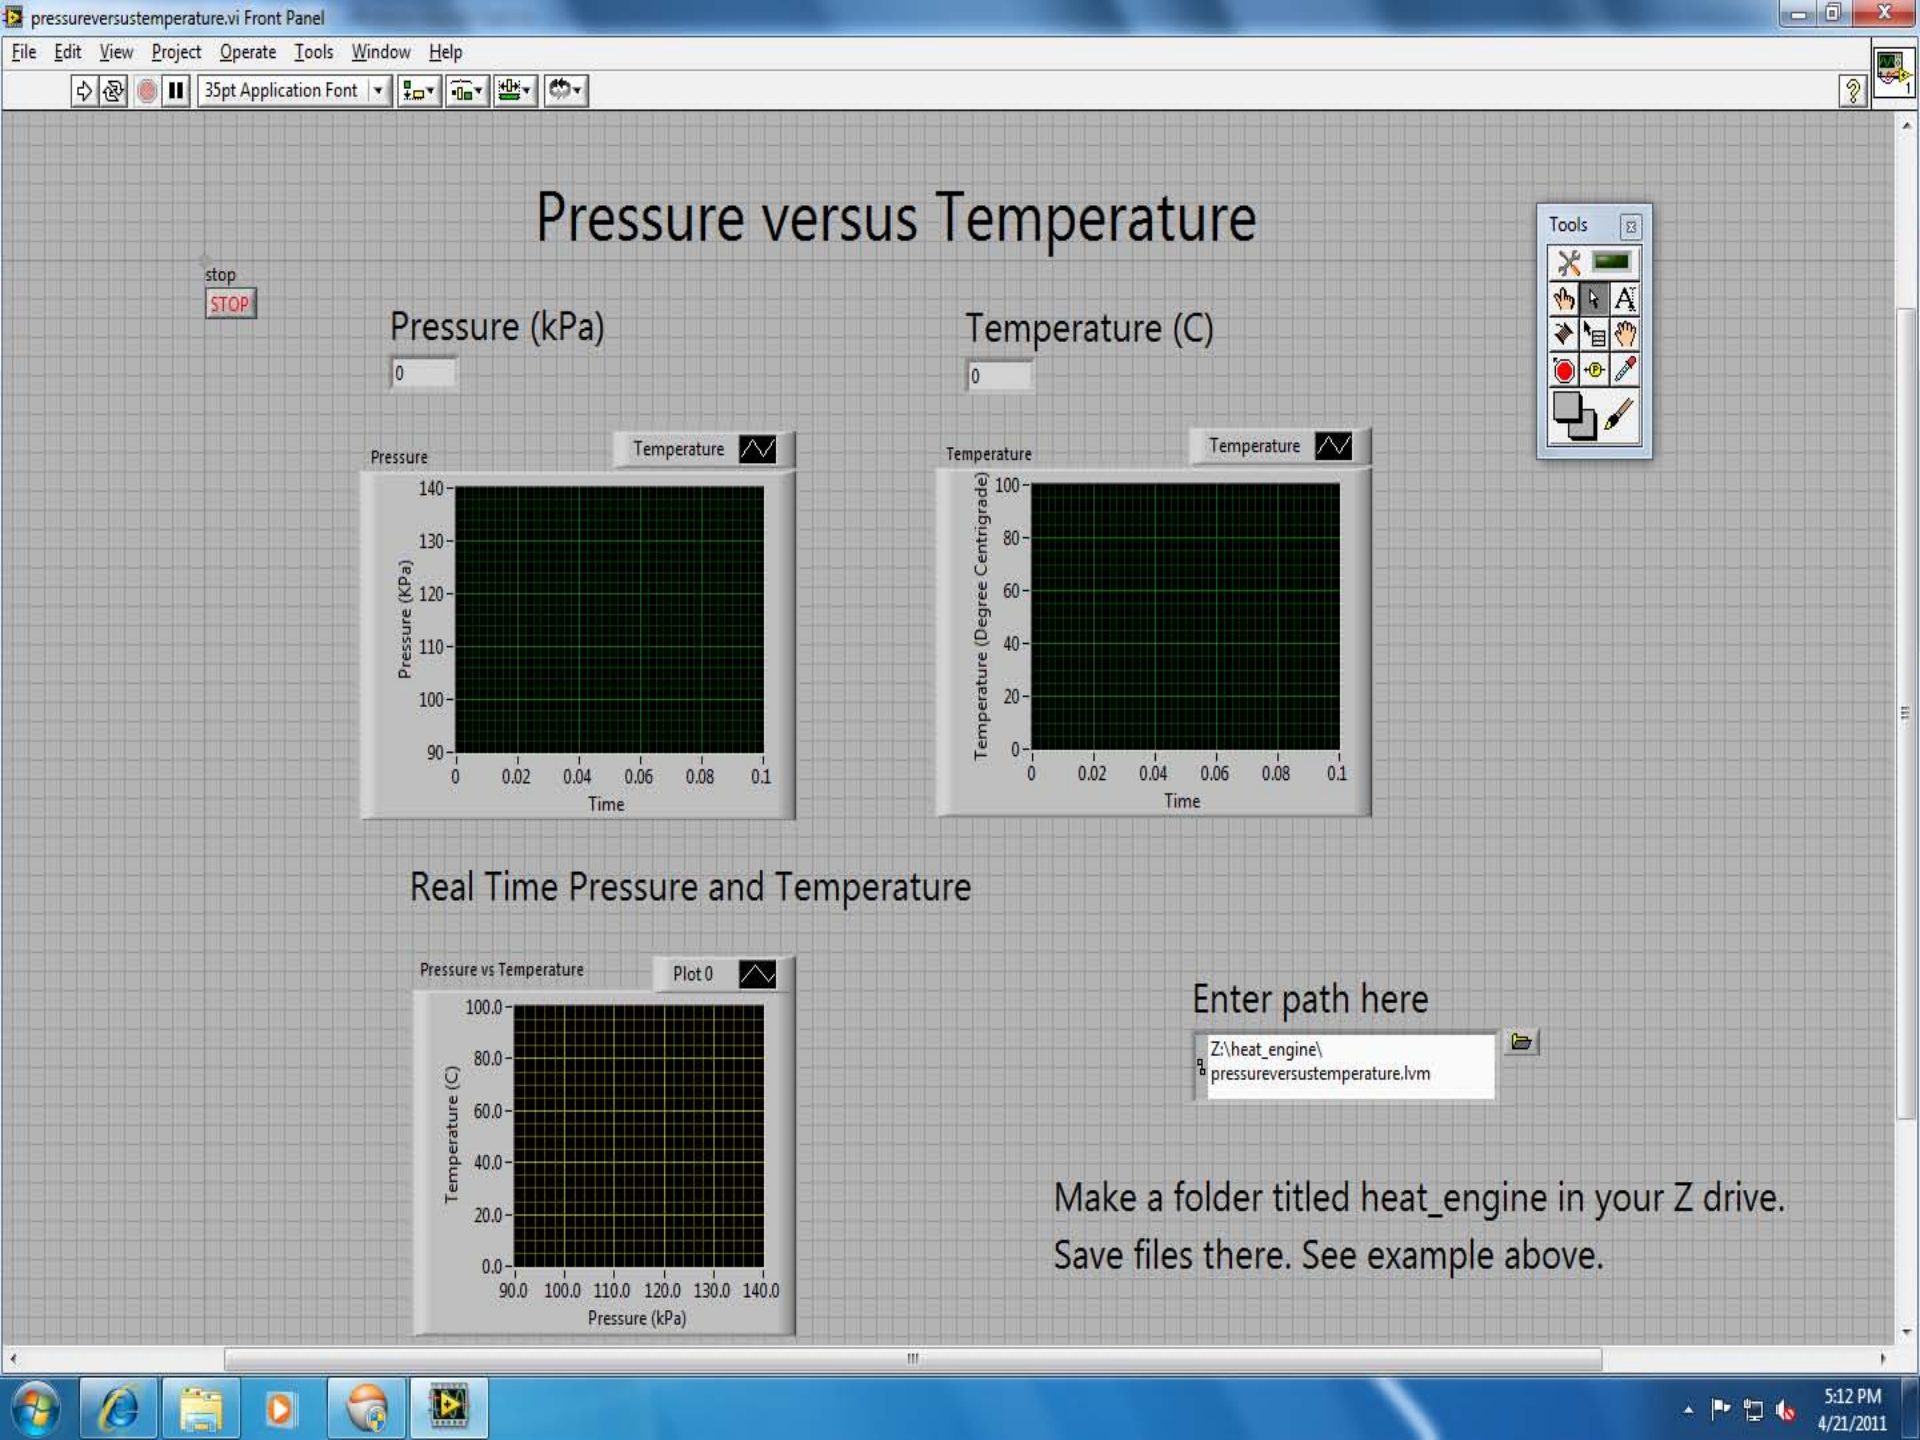 pressureversustemperature.vi Front Panel
File Edit View Project Operate Tools Window Help
35pt Application Font
1
Pressure versus Temperature
Tools
stop
STOP
Pressure (kPa)
0
Temperature (C)
0
Pressure
Temperature
140
130
120
110
100
90
Pressure (KPa)
0 0.02 0.04 0.06 0.08 0.1
Time
Temperature
Temperature
100
80
60
40
20
0
Temperature (Degree Centrigrade)
0 0.02 0.04 0.06 0.08 0.1
Time
Real Time Pressure and Temperature
Pressure vs Temperature
Plot 0
100.0
80.0
60.0
40.0
20.0
0.0
Temperature (C)
90.0 100.0 110.0 120.0 130.0 140.0
Pressure (kPa)
Enter path here
Z:\heat_engine\
pressureversustemperature.lvm
Make a folder titled heat_engine in your Z drive.
Save files there. See example above.
5:12 PM
4/21/2011